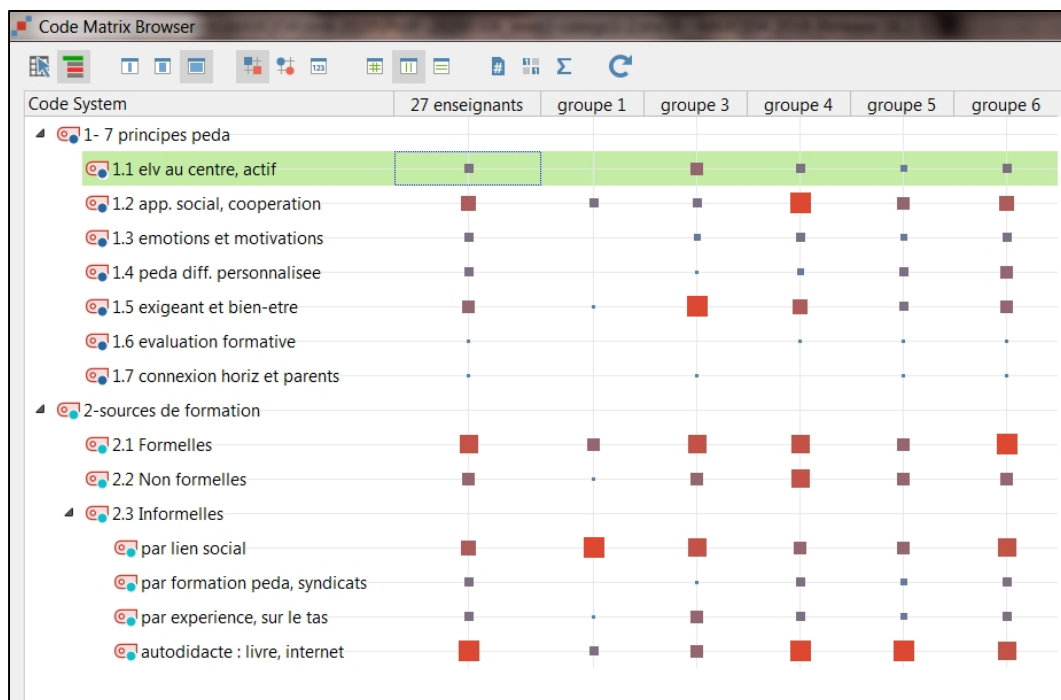 Code Matrix Browser
123
#
Σ
Code System 27 enseignants groupe 1 groupe 3 groupe 4 groupe 5 groupe 6
1- 7 principes peda
1.1 elv au centre, actif
1.2 app. social, cooperation
1.3 emotions et motivations
1.4 peda diff. personnalisee
1.5 exigeant et bien-etre
1.6 evaluation formative
1.7 connexion horiz et parents
2-sources de formation
2.1 Formelles
2.2 Non formelles
2.3 Informelles
par lien social
par formation peda, syndicats
par experience, sur le tas
autodidacte : livre, internet